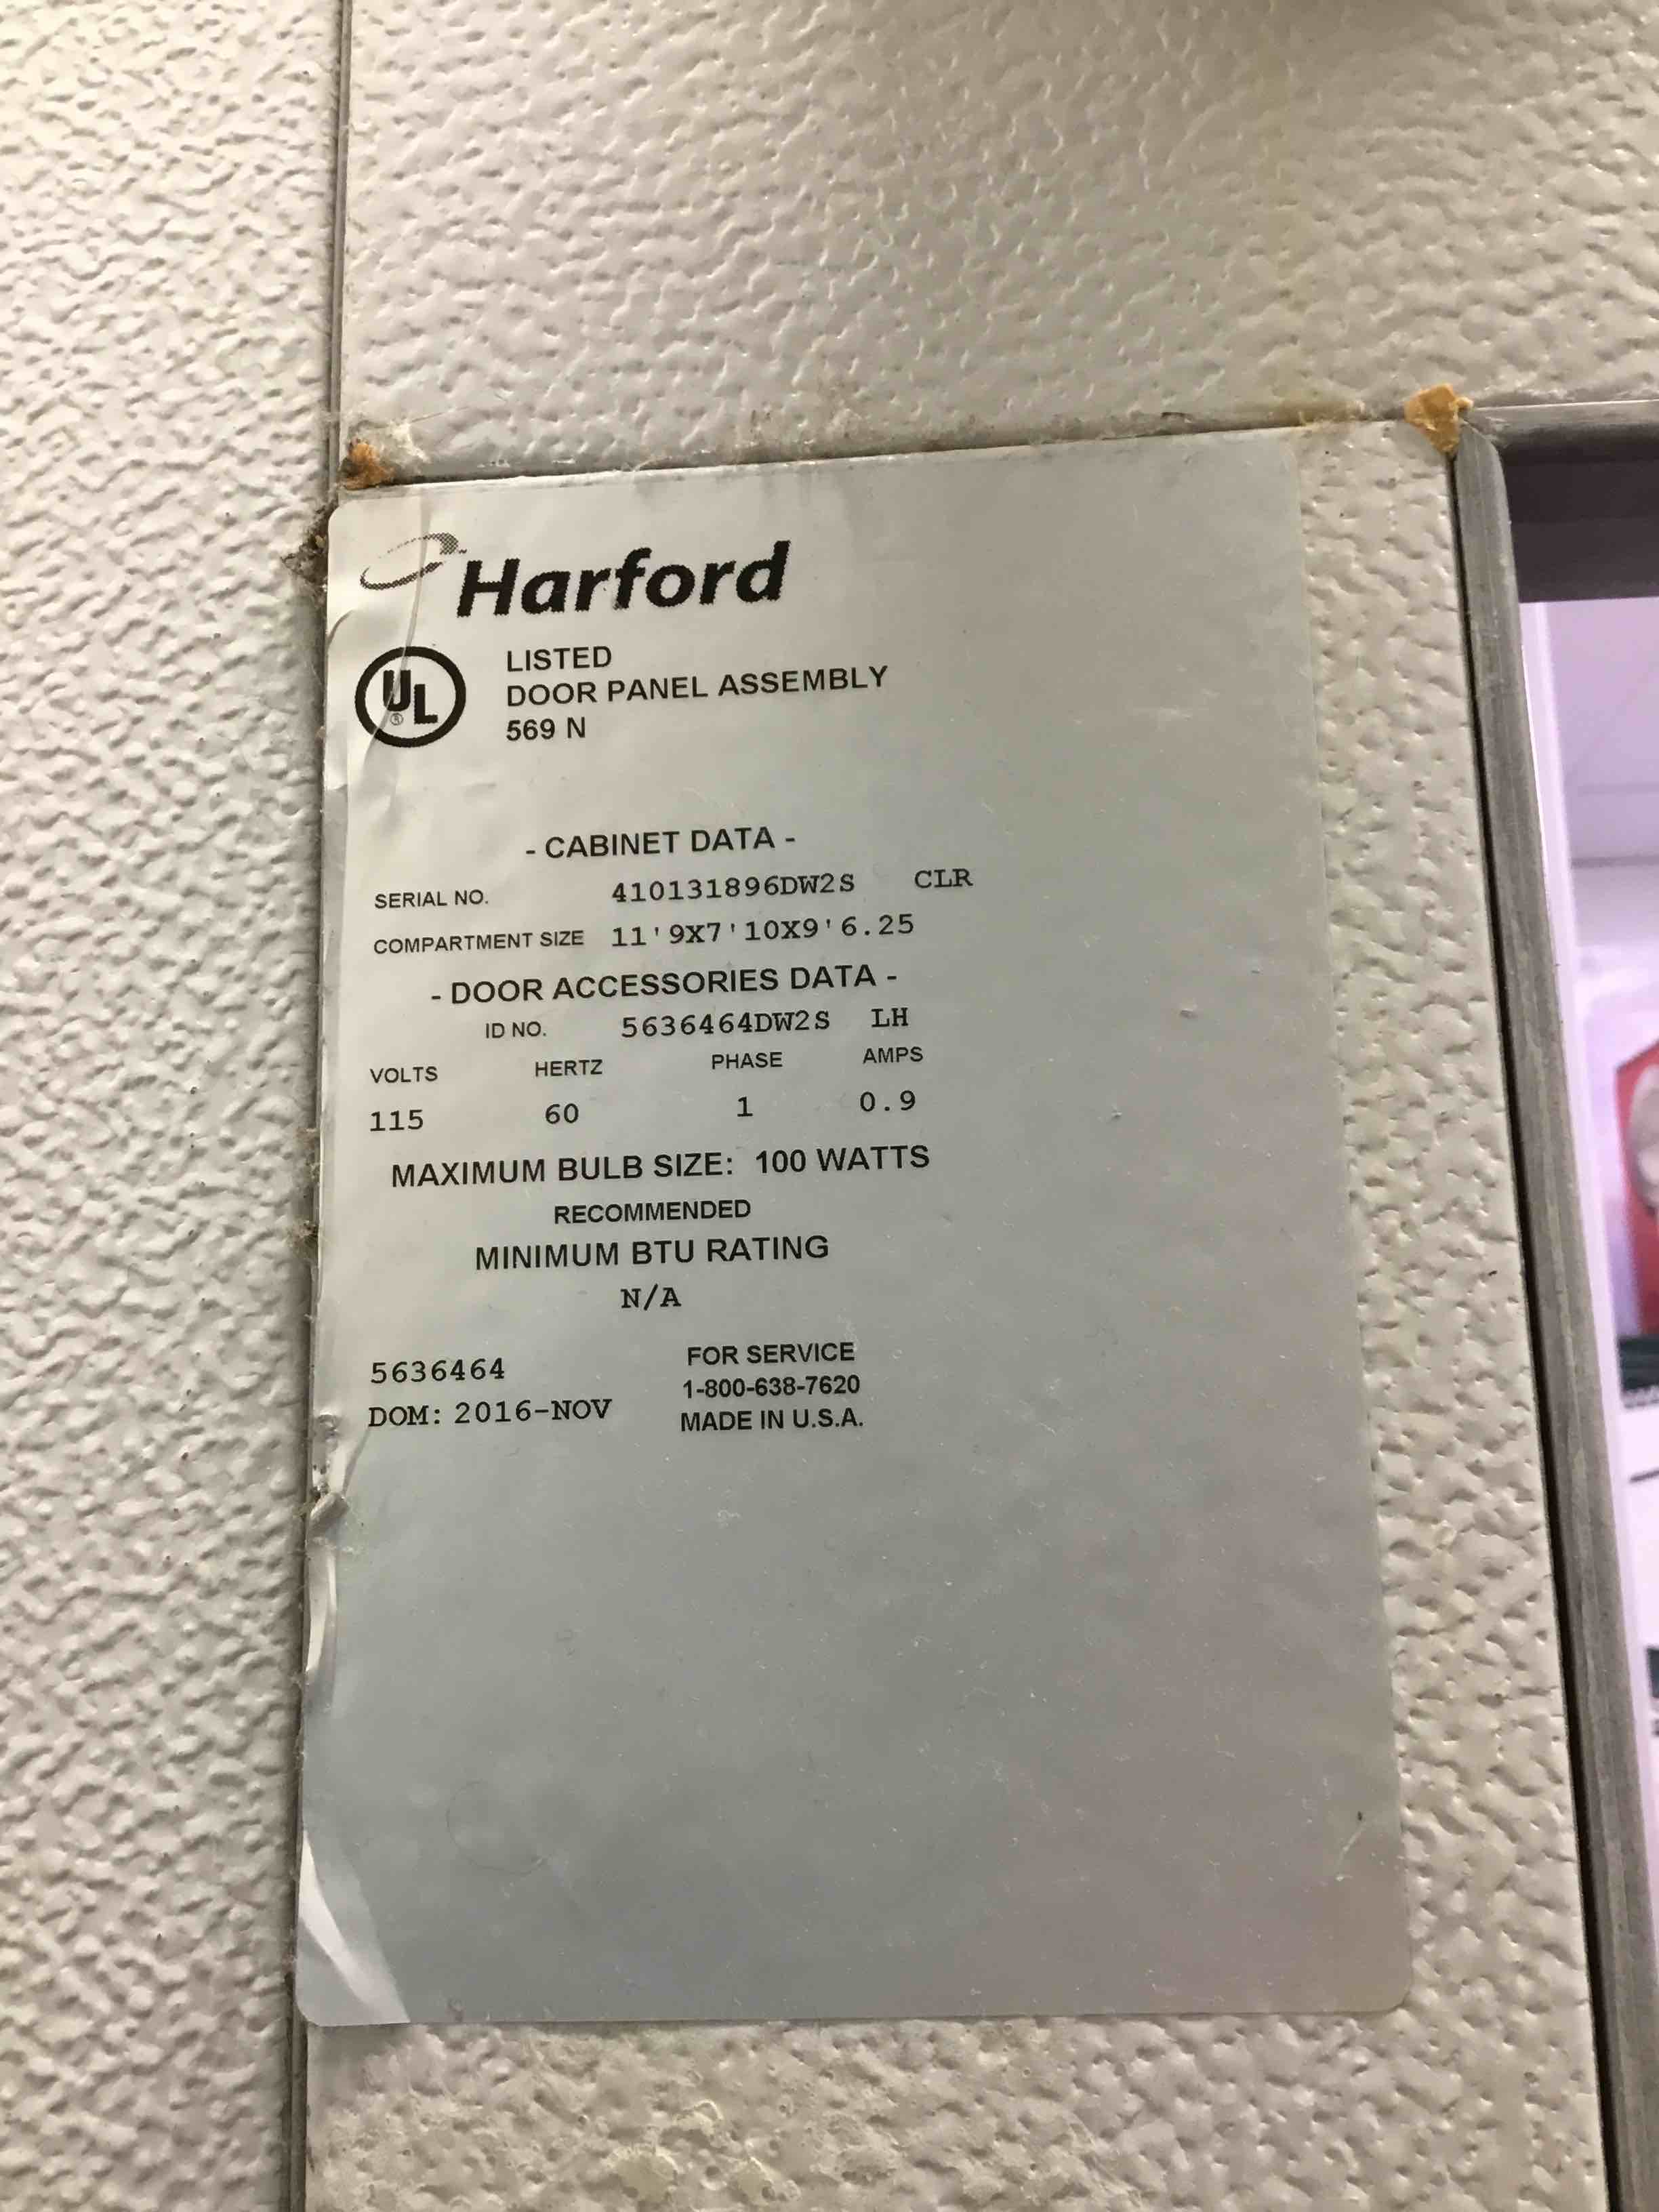 Harford
UL ®
LISTED
DOOR PANEL ASSEMBLY
569 N
- CABINET DATA -
SERIAL NO. 410131896DW2S CLR
COMPARTMENT SIZE 11'9X7'10X9'6.25
- DOOR ACCESSORIES DATA -
ID NO. 5636464DW2S LH
VOLTS HERTZ PHASE AMPS
115 60 1 0.9
MAXIMUM BULB SIZE: 100 WATTS
RECOMMENDED
MINIMUM BTU RATING
N/A
5636464
DOM: 2016-NOV
FOR SERVICE
1-800-638-7620
MADE IN U.S.A.